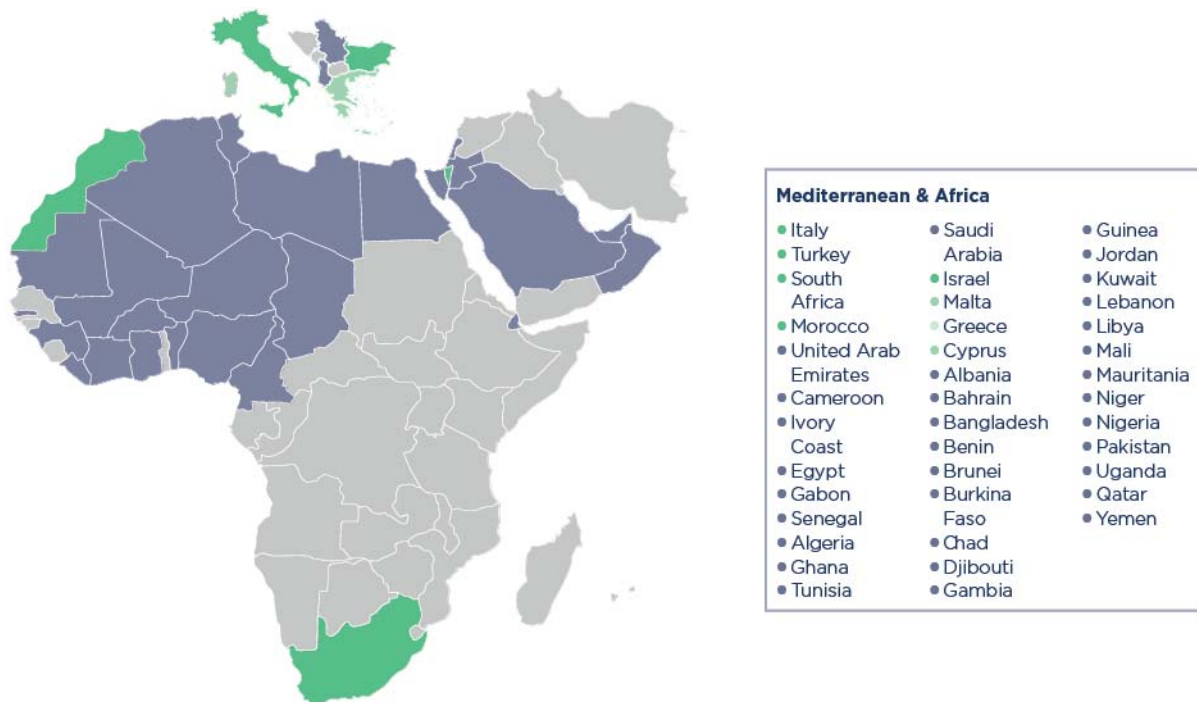 Mediterranean & Africa
Italy
Turkey
South
Africa
Morocco
United Arab
Emirates
Cameroon
Ivory
Coast
Egypt
Gabon
Senegal
Algeria
Ghana
Tunisia
Saudi
Arabia
Israel
Malta
Greece
Cyprus
Albania
Bahrain
Bangladesh
Benin
Brunei
Burkina
Faso
Chad
Djibouti
Gambia
Guinea
Jordan
Kuwait
Lebanon
Libya
Mali
Mauritania
Niger
Nigeria
Pakistan
Uganda
Qatar
Yemen